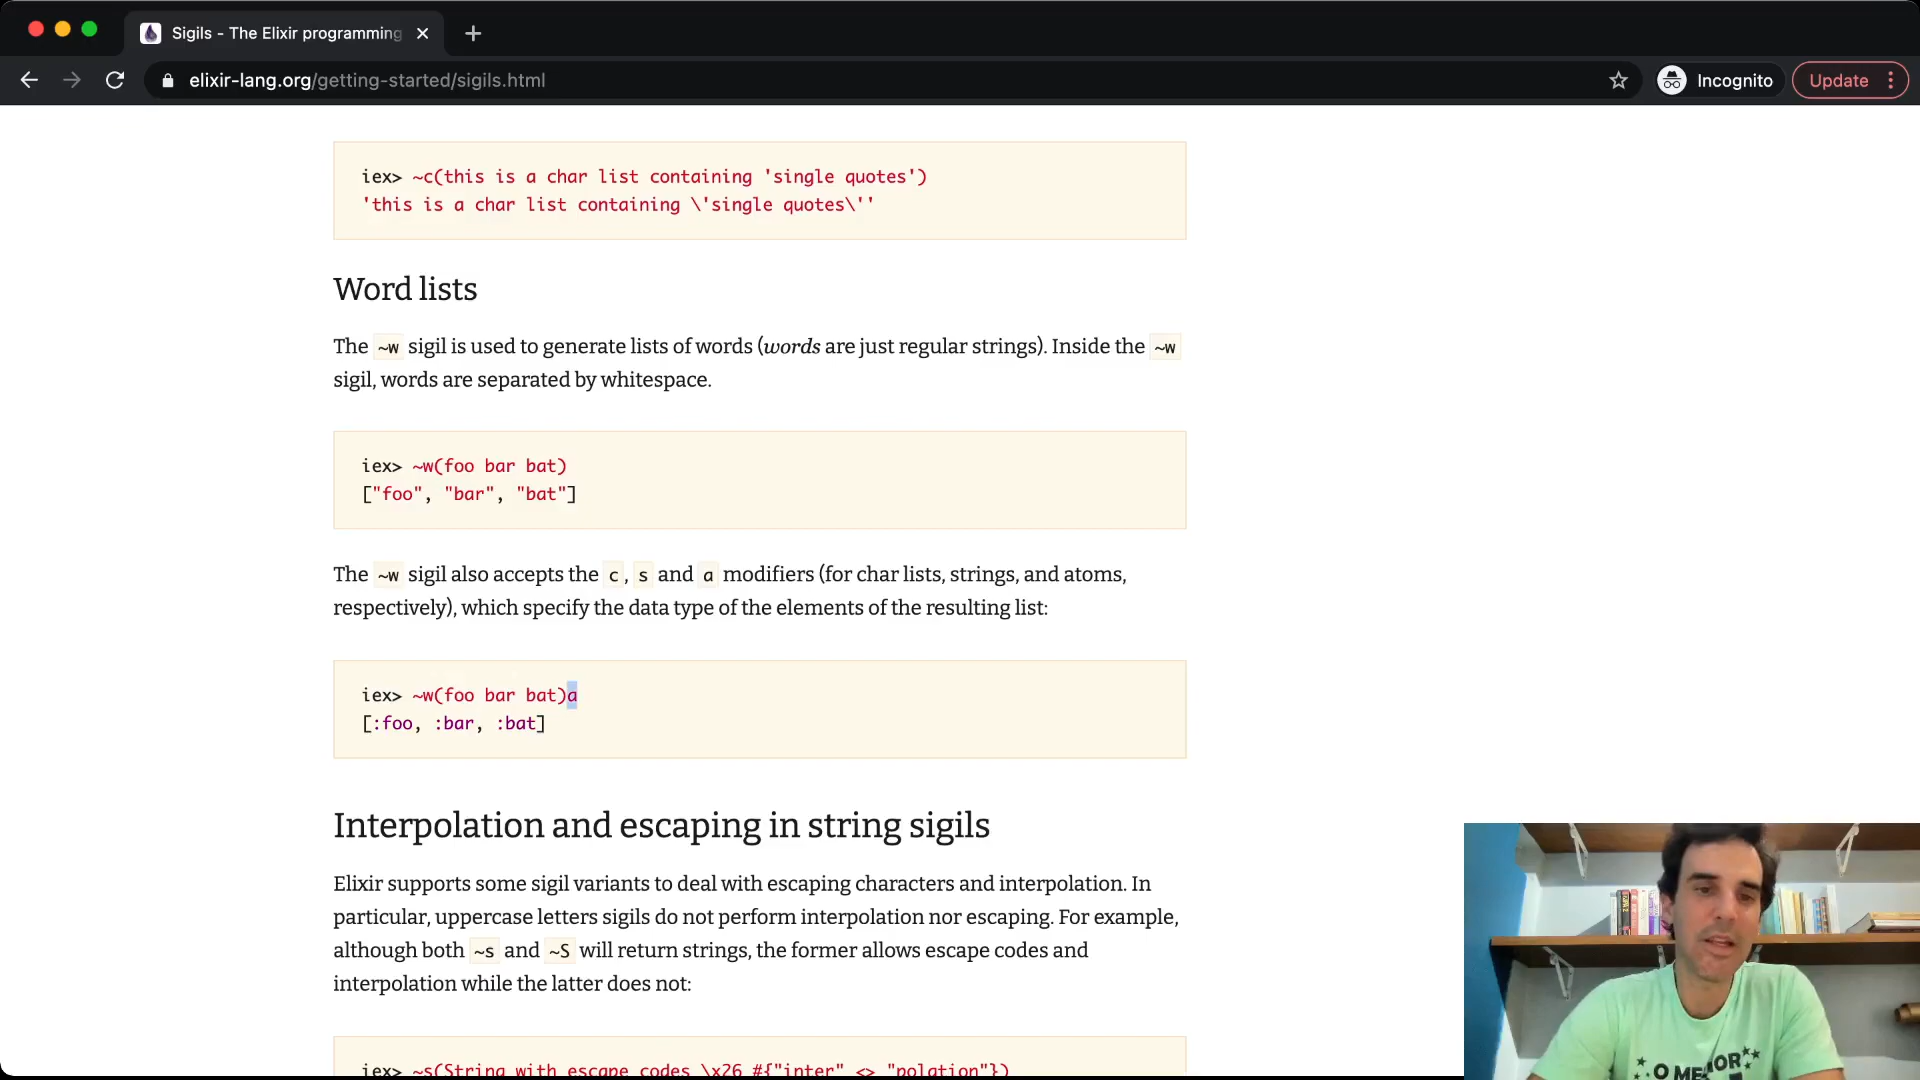 Sigils - The Elixir programming
elixir-lang.org/getting-started/sigils.html
Incognito
Update
iex> ~c(this is a char list containing 'single quotes')
'this is a char list containing \'single quotes\''
Word lists
The ~w sigil is used to generate lists of words (words are just regular strings). Inside the ~w
sigil, words are separated by whitespace.
iex> ~w(foo bar bat)
["foo", "bar", "bat"]
The ~w sigil also accepts the c, s and a modifiers (for char lists, strings, and atoms,
respectively), which specify the data type of the elements of the resulting list:
iex> ~w(foo bar bat)a
[:foo, :bar, :bat]
Interpolation and escaping in string sigils
Elixir supports some sigil variants to deal with escaping characters and interpolation. In
particular, uppercase letters sigils do not perform interpolation nor escaping. For example,
although both ~s and ~S will return strings, the former allows escape codes and
interpolation while the latter does not:
iex> ~s(String with escape codes \x26 #{"inter" <> "polation"})
O